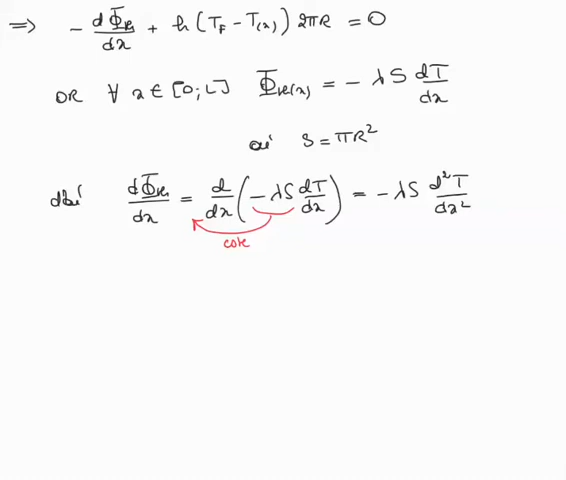 ⇒ - dΦ_th/dx + h (T_F - T(x)) 2πR = 0
OR ∀ x ∈ [0;L] Φ_th(x) = - λ S dT/dx
où S = πR²
d'où dΦ_th/dx = d/dx (- λS dT/dx) = - λS d²T/dx²
cste